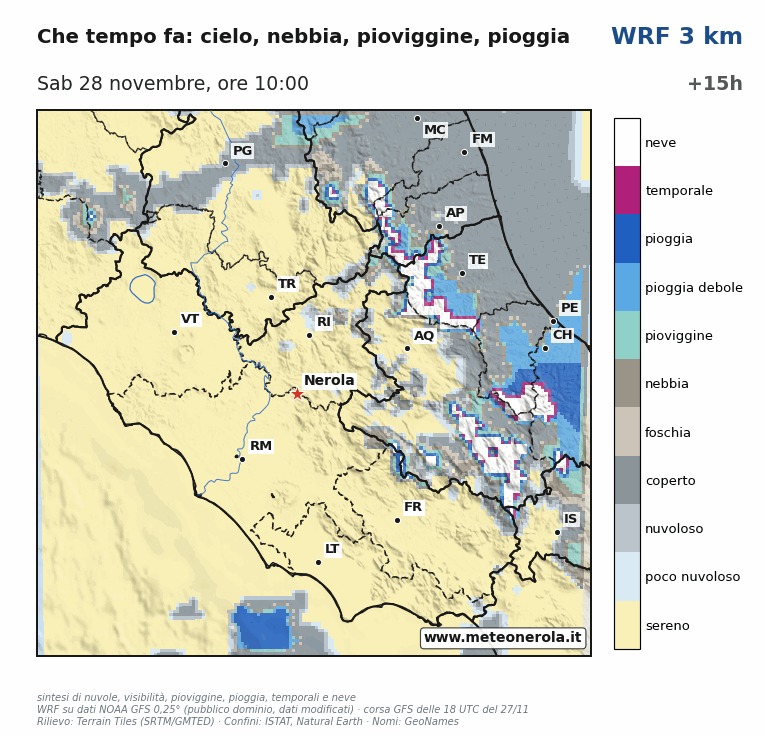 Che tempo fa: cielo, nebbia, pioviggine, pioggia
WRF 3 km
Sab 28 novembre, ore 10:00
+15h
MC
FM
PG
AP
TE
TR
PE
VT
RI
AQ
CH
Nerola
RM
FR
IS
LT
www.meteonerola.it
neve
temporale
pioggia
pioggia debole
pioviggine
nebbia
foschia
coperto
nuvoloso
poco nuvoloso
sereno
sintesi di nuvole, visibilità, pioviggine, pioggia, temporali e neve
WRF su dati NOAA GFS 0,25° (pubblico dominio, dati modificati) · corsa GFS delle 18 UTC del 27/11
Rilievo: Terrain Tiles (SRTM/GMTED) · Confini: ISTAT, Natural Earth · Nomi: GeoNames